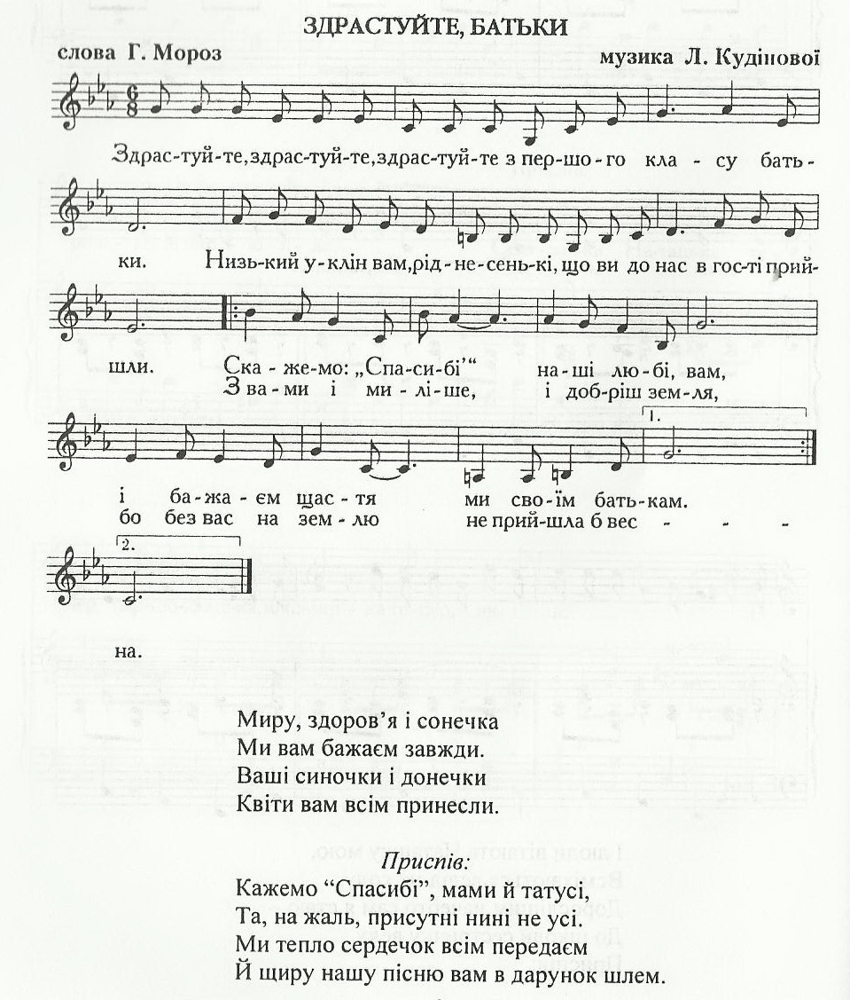 ЗДРАСТУЙТЕ, БАТЬКИ
слова Г. Мороз
музика Л. Кудінової
Здрас-туй-те,здрас-туй-те,здрас-туй-те з пер-шо-го кла - су бать-
ки. Низь-кий у-клін вам,рід-не-сень-кі, що ви до нас в гос-ті прий-
шли. Ска - же-мо: „Спа-си-бі’“ на-ші лю-бі, вам,
З ва-ми і ми - лі-ше, і доб-ріш зем-ля,
1.
і ба-жа - єм щас-тя ми сво-їм бать-кам.
бо без вас на зем - лю не прий-шла б вес - - -
2.
на.
Миру, здоров’я і сонечка
Ми вам бажаєм завжди.
Ваші синочки і донечки
Квіти вам всім принесли.
Приспів:
Кажемо “Спасибі”, мами й татусі,
Та, на жаль, присутні нині не усі.
Ми тепло сердечок всім передаєм
Й щиру нашу пісню вам в дарунок шлем.